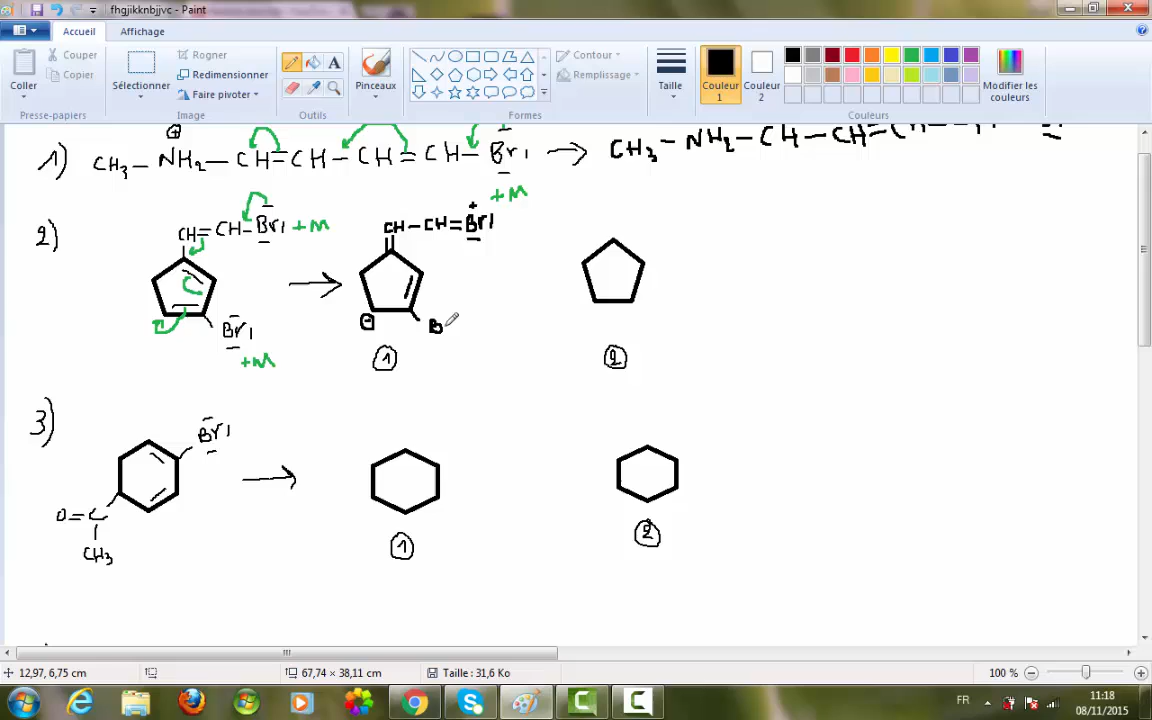 fhgjikknbjjvc - Paint
Accueil Affichage
Couper
Copier
Coller
Sélectionner
Rogner
Redimensionner
Faire pivoter
A
Pinceaux
Contour
Remplissage
Taille
Couleur 1
Couleur 2
Modifier les couleurs
Presse-papiers Image Outils Formes Couleurs
1) CH3 — NH2 — CH = CH — CH = CH — Br| → CH3 — NH2 — CH — CH =
+
+M
2) CH = CH — Br| +M → CH — CH = Br|
+
Br|
+M
⊖ B
① ②
3) Br| →
O = C
CH3
① ②
12,97, 6,75 cm 67,74 × 38,11 cm Taille : 31,6 Ko 100 %
FR 11:18
08/11/2015